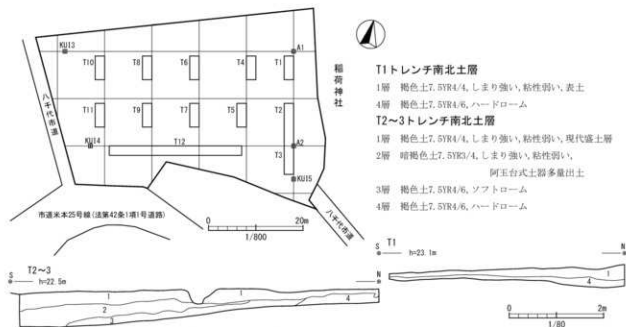 KUI3
A1
T10
T8
T6
T4
T1
稲荷神社
八千代市道
T11
T9
T7
T5
T2
KUI4
T12
A2
T3
KUI5
市道米本25号線(法第42条1項1号道路)
八千代市道
0
20m
1/800
T1トレンチ南北土層
1層 褐色土7.5YR4/4,しまり強い,粘性弱い,表土
4層 褐色土7.5YR4/6,ハードローム
T2~3トレンチ南北土層
1層 褐色土7.5YR4/4,しまり強い,粘性弱い,現代盛土層
2層 暗褐色土7.5YR3/4,しまり強い,粘性弱い,
阿玉台式土器多量出土
3層 褐色土7.5YR4/6,ソフトローム
4層 褐色土7.5YR4/6,ハードローム
S
T2~3
h=22.5m
N
1
1
2
3
4
S
T1
h=23.1m
N
1
4
0
2m
1/80